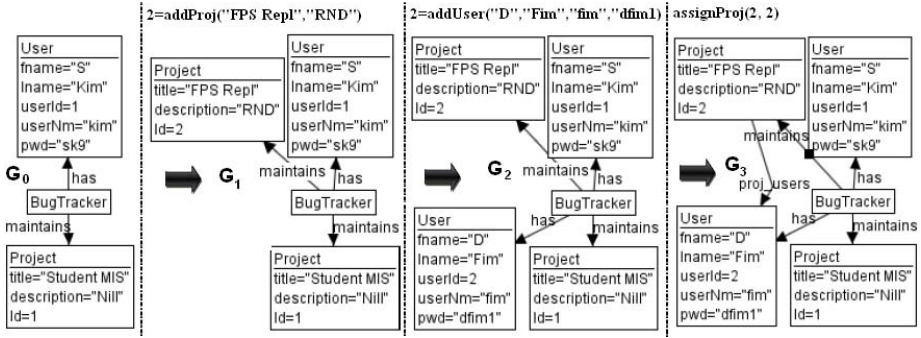 User
fname="S"
lname="Kim"
userId=1
userNm="kim"
pwd="sk9"
G0
has
BugTracker
maintains
Project
title="Student MIS"
description="Nill"
Id=1
2=addProj("FPS Repl","RND")
Project
title="FPS Repl"
description="RND"
Id=2
User
fname="S"
lname="Kim"
userId=1
userNm="kim"
pwd="sk9"
G1
maintains
has
BugTracker
maintains
Project
title="Student MIS"
description="Nill"
Id=1
2=addUser("D","Fim","fim","dfim1)
Project
title="FPS Repl"
description="RND"
Id=2
User
fname="S"
lname="Kim"
userId=1
userNm="kim"
pwd="sk9"
G2
maintains
has
BugTracker
has
maintains
User
fname="D"
lname="Fim"
userId=2
userNm="fim"
pwd="dfim1"
Project
title="Student MIS"
description="Nill"
Id=1
assignProj(2, 2)
Project
title="FPS Repl"
description="RND"
Id=2
User
fname="S"
lname="Kim"
userId=1
userNm="kim"
pwd="sk9"
maintains
G3
proj_users
has
BugTracker
has
maintains
User
fname="D"
lname="Fim"
userId=2
userNm="fim"
pwd="dfim1"
Project
title="Student MIS"
description="Nill"
Id=1